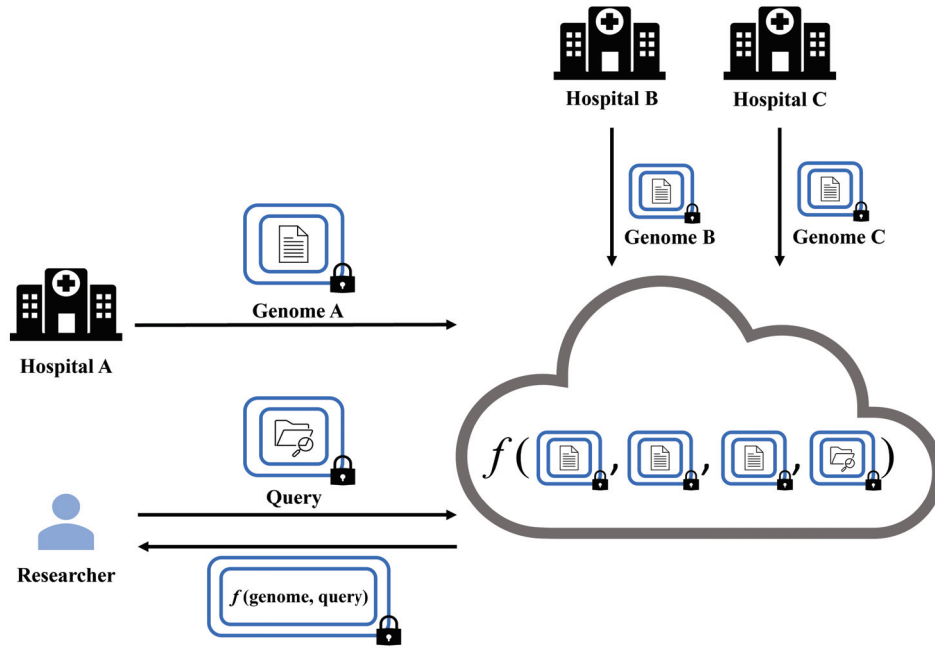 Hospital B
Hospital C
Genome B
Genome C
Genome A
Hospital A
Query
f ( , , , )
Researcher
f (genome, query)